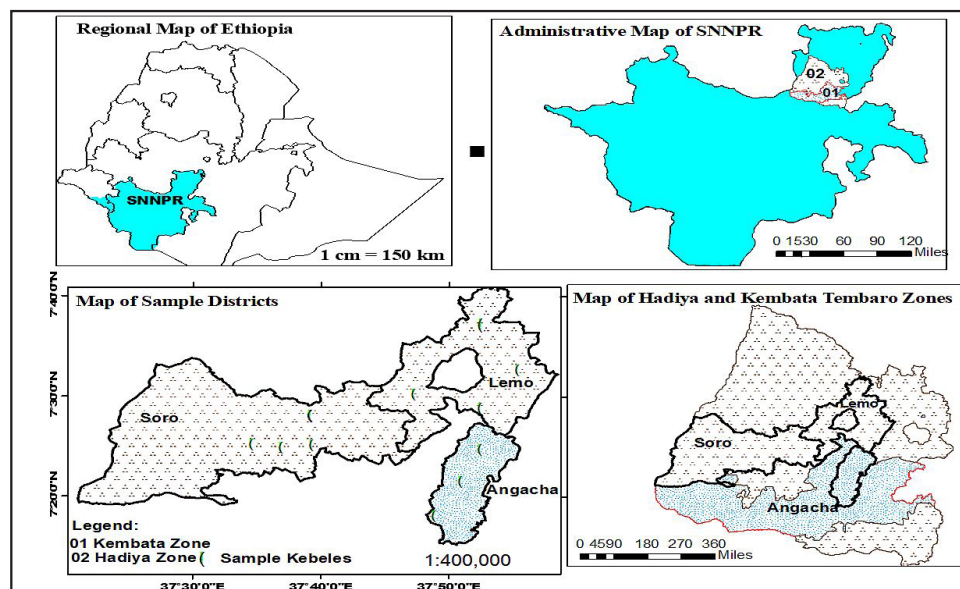 Regional Map of Ethiopia
SNNPR
1 cm = 150 km
Administrative Map of SNNPR
02
01
0 1530 60 90 120
Miles
Map of Sample Districts
7°40'0"N
7°30'0"N
7°20'0"N
Soro
Lemo
Angacha
Legend:
01 Kembata Zone
02 Hadiya Zone
Sample Kebeles
1:400,000
37°30'0"E
37°40'0"E
37°50'0"E
Map of Hadiya and Kembata Tembaro Zones
Lemo
Soro
Angacha
0 4590 180 270 360
Miles